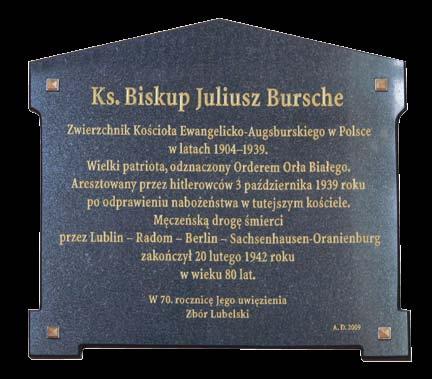 Ks. Biskup Juliusz Bursche
Zwierzchnik Kościoła Ewangelicko-Augsburskiego w Polsce
w latach 1904–1939.
Wielki patriota, odznaczony Orderem Orła Białego.
Aresztowany przez hitlerowców 3 października 1939 roku
po odprawieniu nabożeństwa w tutejszym kościele.
Męczeńską drogę śmierci
przez Lublin – Radom – Berlin – Sachsenhausen-Oranienburg
zakończył 20 lutego 1942 roku
w wieku 80 lat.
W 70. rocznicę Jego uwięzienia
Zbór Lubelski
A. D. 2009